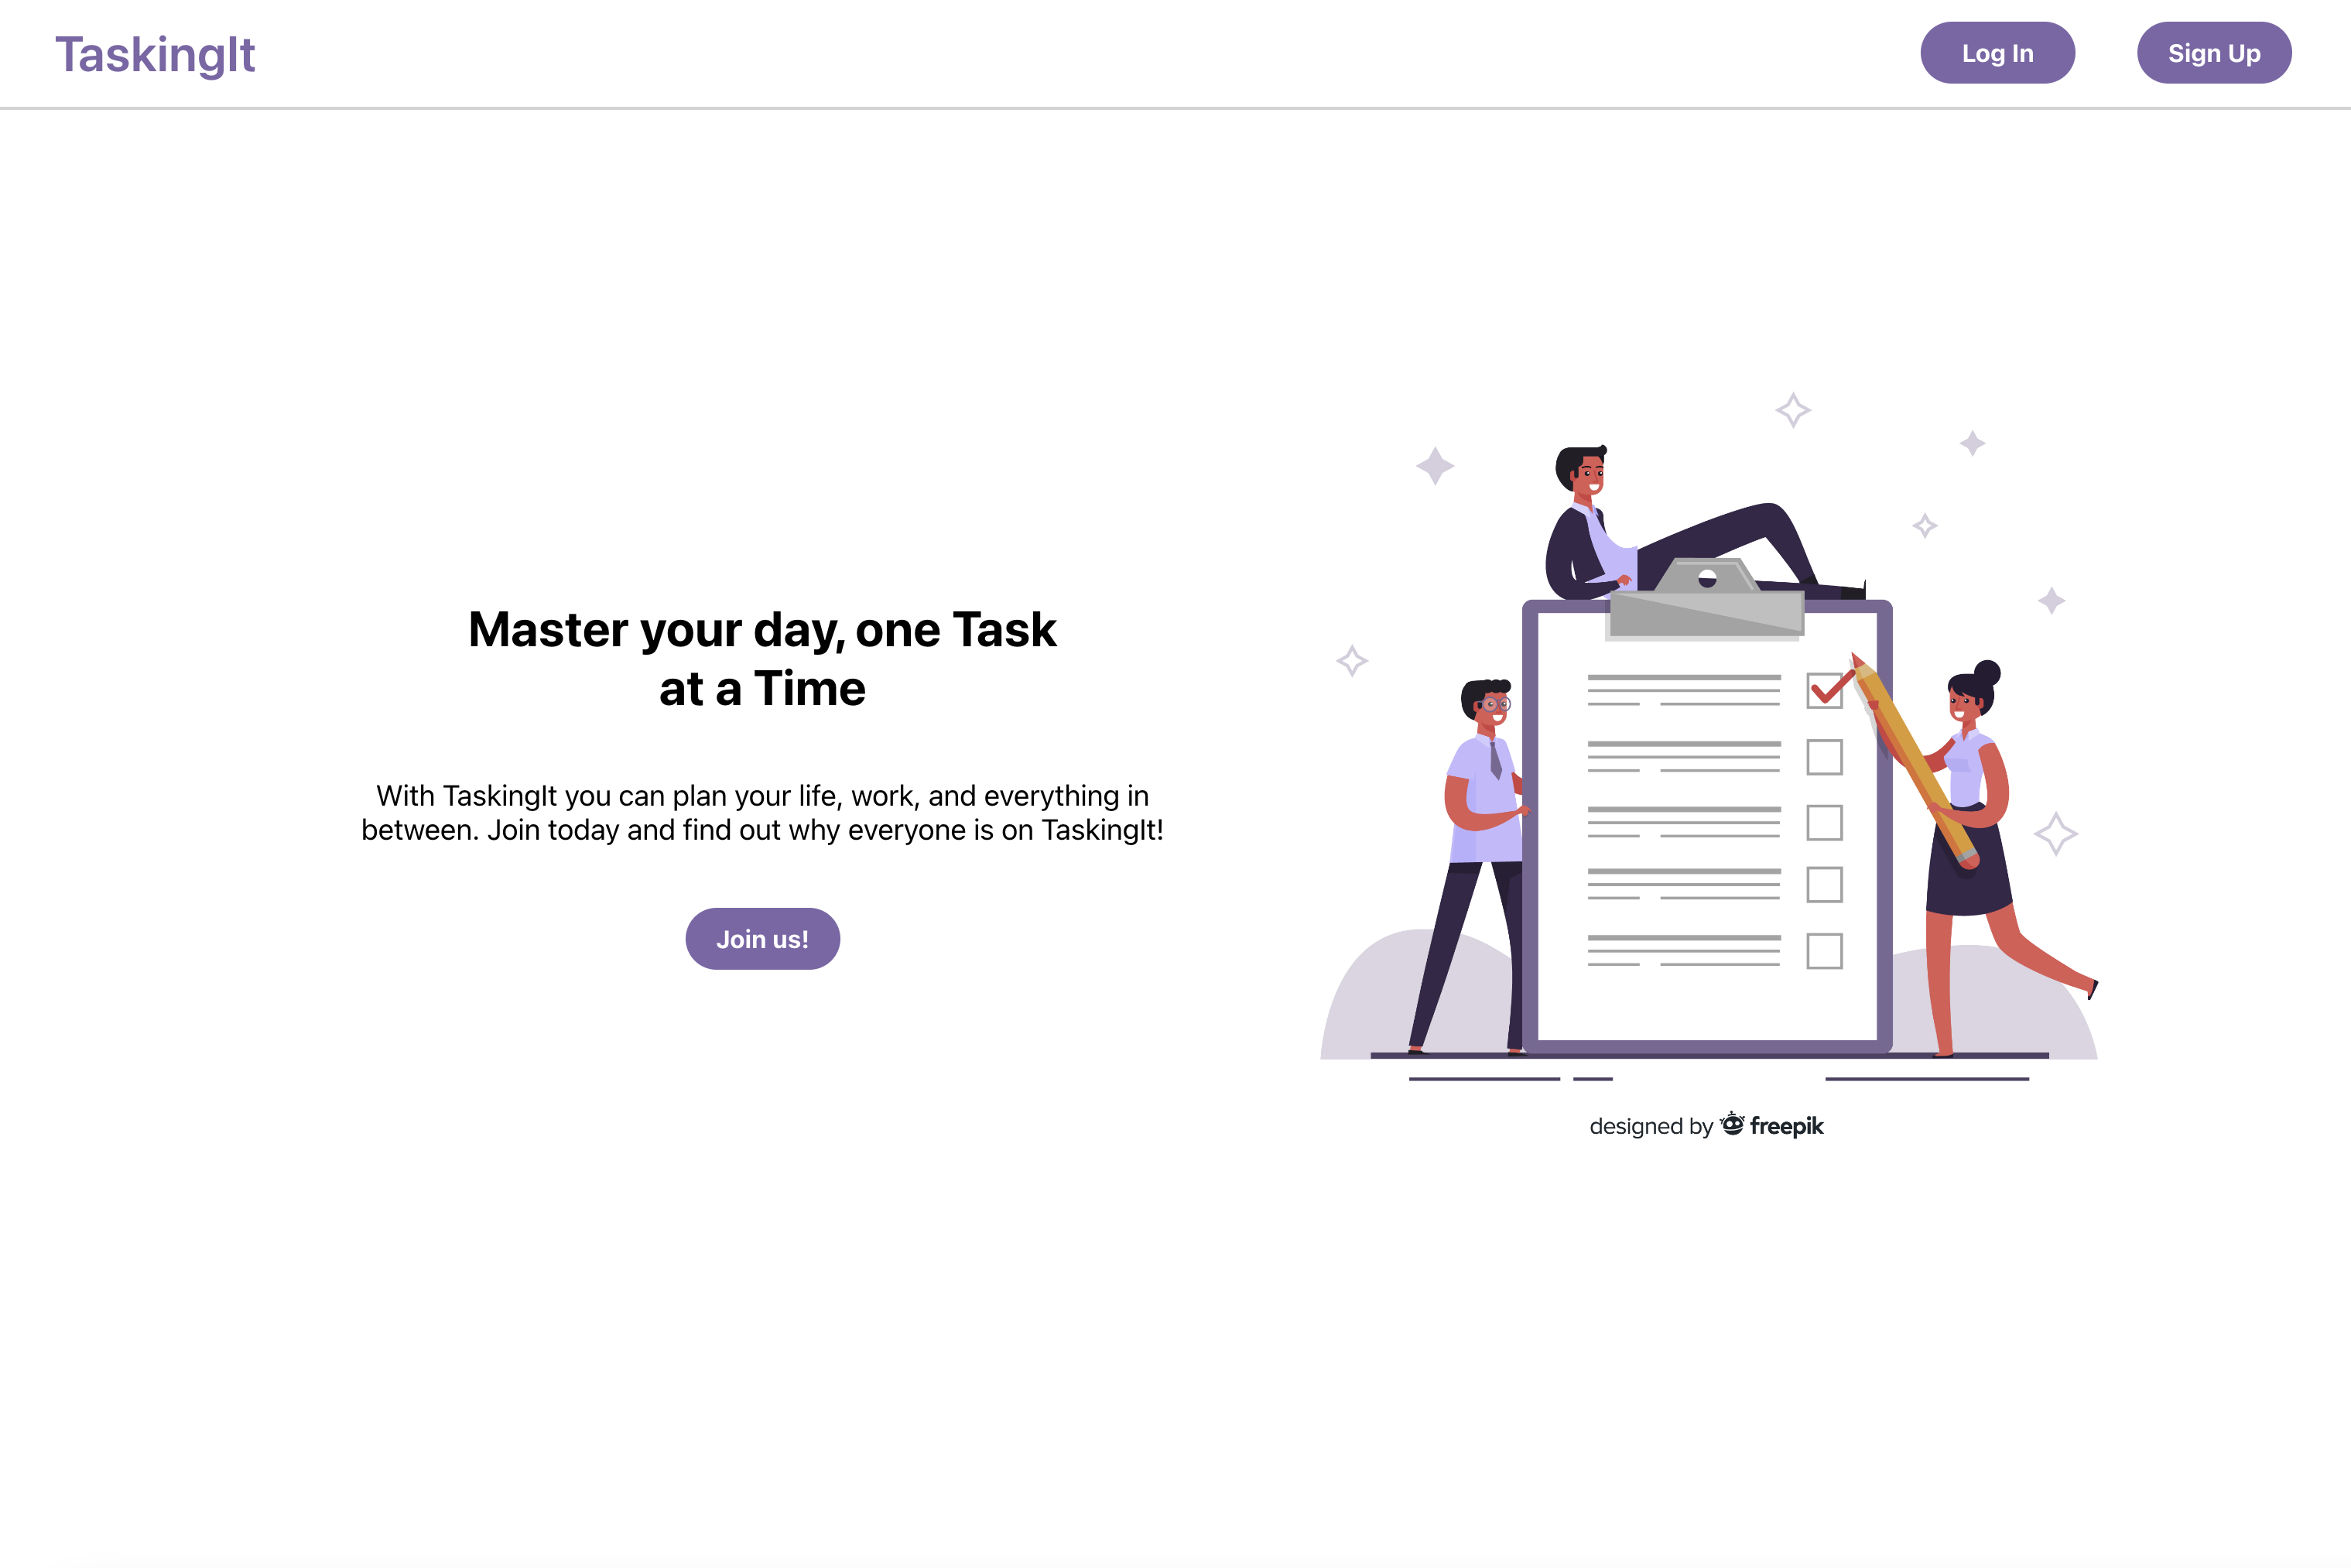 TaskingIt
Log In
Sign Up
Master your day, one Task
at a Time
With TaskingIt you can plan your life, work, and everything in
between. Join today and find out why everyone is on TaskingIt!
Join us!
designed by freepik